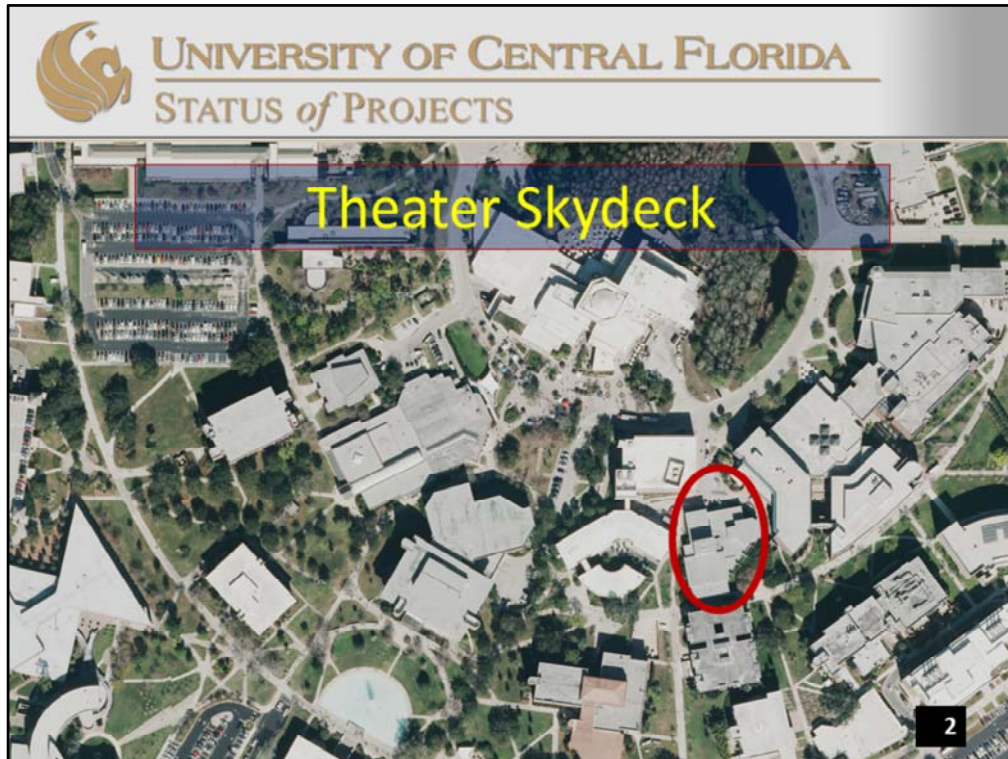 UNIVERSITY OF CENTRAL FLORIDA
STATUS of PROJECTS
Theater Skydeck
2